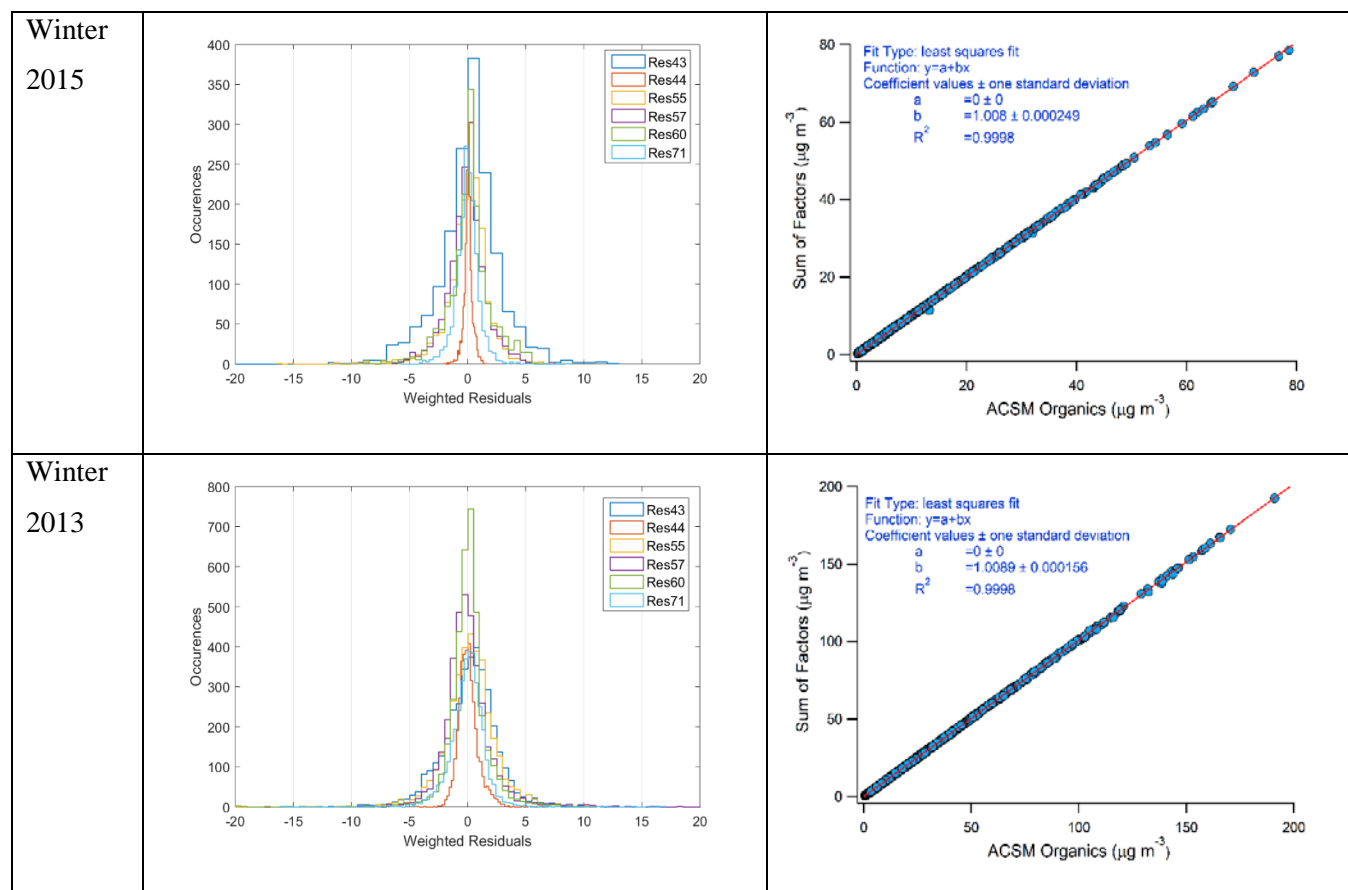 Winter
2015
400
350
300
250
200
150
100
50
0
Occurences
-20 -15 -10 -5 0 5 10 15 20
Weighted Residuals
Res43
Res44
Res55
Res57
Res60
Res71
80
60
40
20
0
Sum of Factors (µg m⁻³)
Fit Type: least squares fit
Function: y=a+bx
Coefficient values ± one standard deviation
a =0 ± 0
b =1.008 ± 0.000249
R² =0.9998
0 20 40 60 80
ACSM Organics (µg m⁻³)
Winter
2013
800
700
600
500
400
300
200
100
0
Occurences
-20 -15 -10 -5 0 5 10 15 20
Weighted Residuals
Res43
Res44
Res55
Res57
Res60
Res71
200
150
100
50
0
Sum of Factors (µg m⁻³)
Fit Type: least squares fit
Function: y=a+bx
Coefficient values ± one standard deviation
a =0 ± 0
b =1.0089 ± 0.000156
R² =0.9998
0 50 100 150 200
ACSM Organics (µg m⁻³)